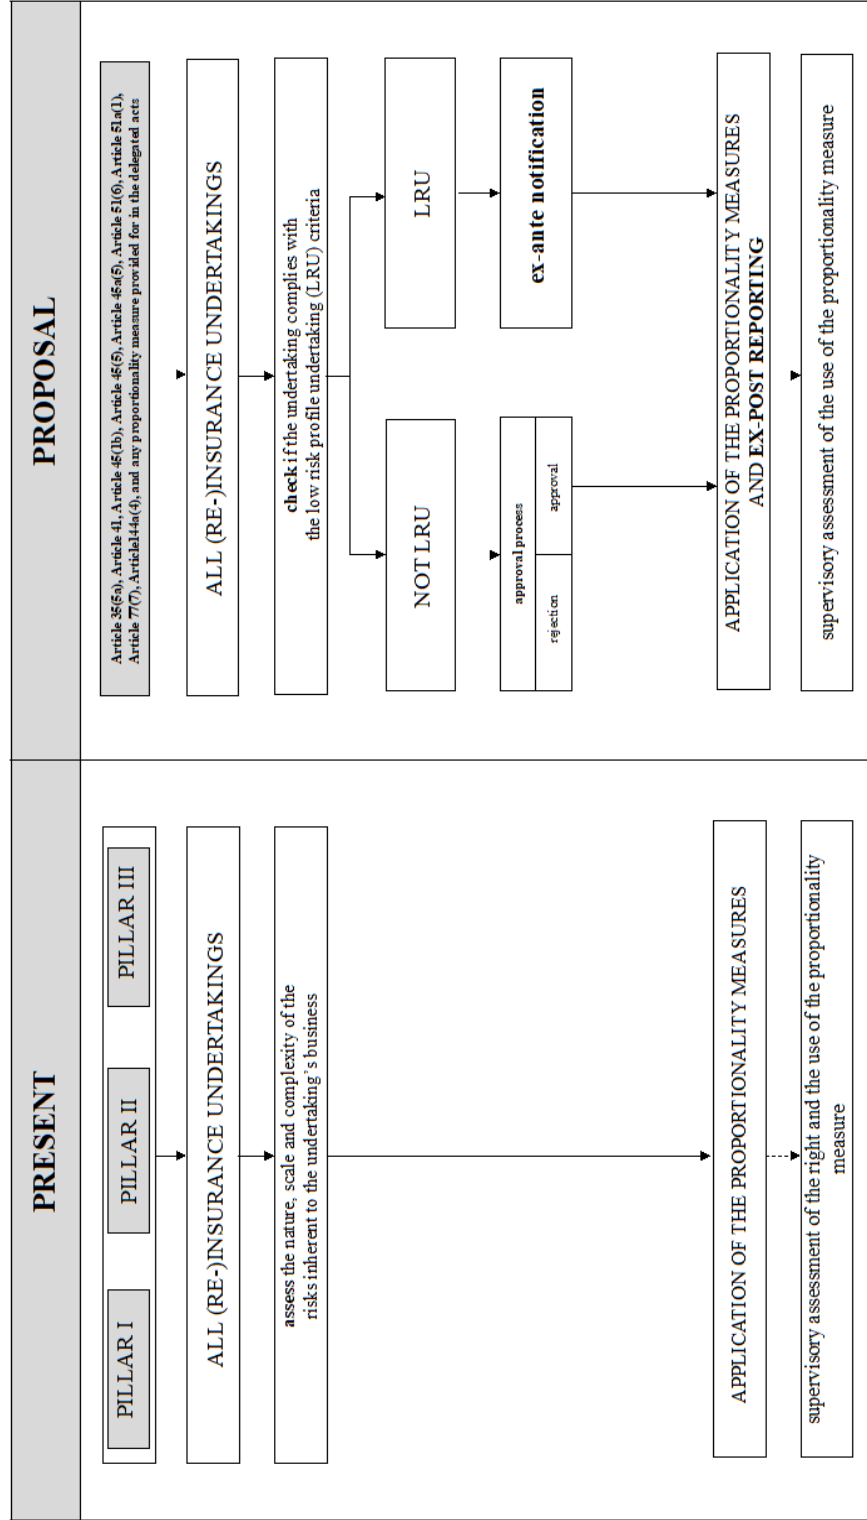 PRESENT
PILLAR I
PILLAR II
PILLAR III
ALL (RE-)INSURANCE UNDERTAKINGS
assess the nature, scale and complexity of the
risks inherent to the undertaking's business
APPLICATION OF THE PROPORTIONALITY MEASURES
supervisory assessment of the right and the use of the proportionality
measure
PROPOSAL
Article 35(5a), Article 41, Article 45(1b), Article 45(5), Article 45a(5), Article 51(6), Article 51a(1),
Article 77(7), Article144a(4), and any proportionality measure provided for in the delegated acts
ALL (RE-)INSURANCE UNDERTAKINGS
check if the undertaking complies with
the low risk profile undertaking (LRU) criteria
NOT LRU
LRU
approval process
rejection
approval
ex-ante notification
APPLICATION OF THE PROPORTIONALITY MEASURES
AND EX-POST REPORTING
supervisory assessment of the use of the proportionality measure